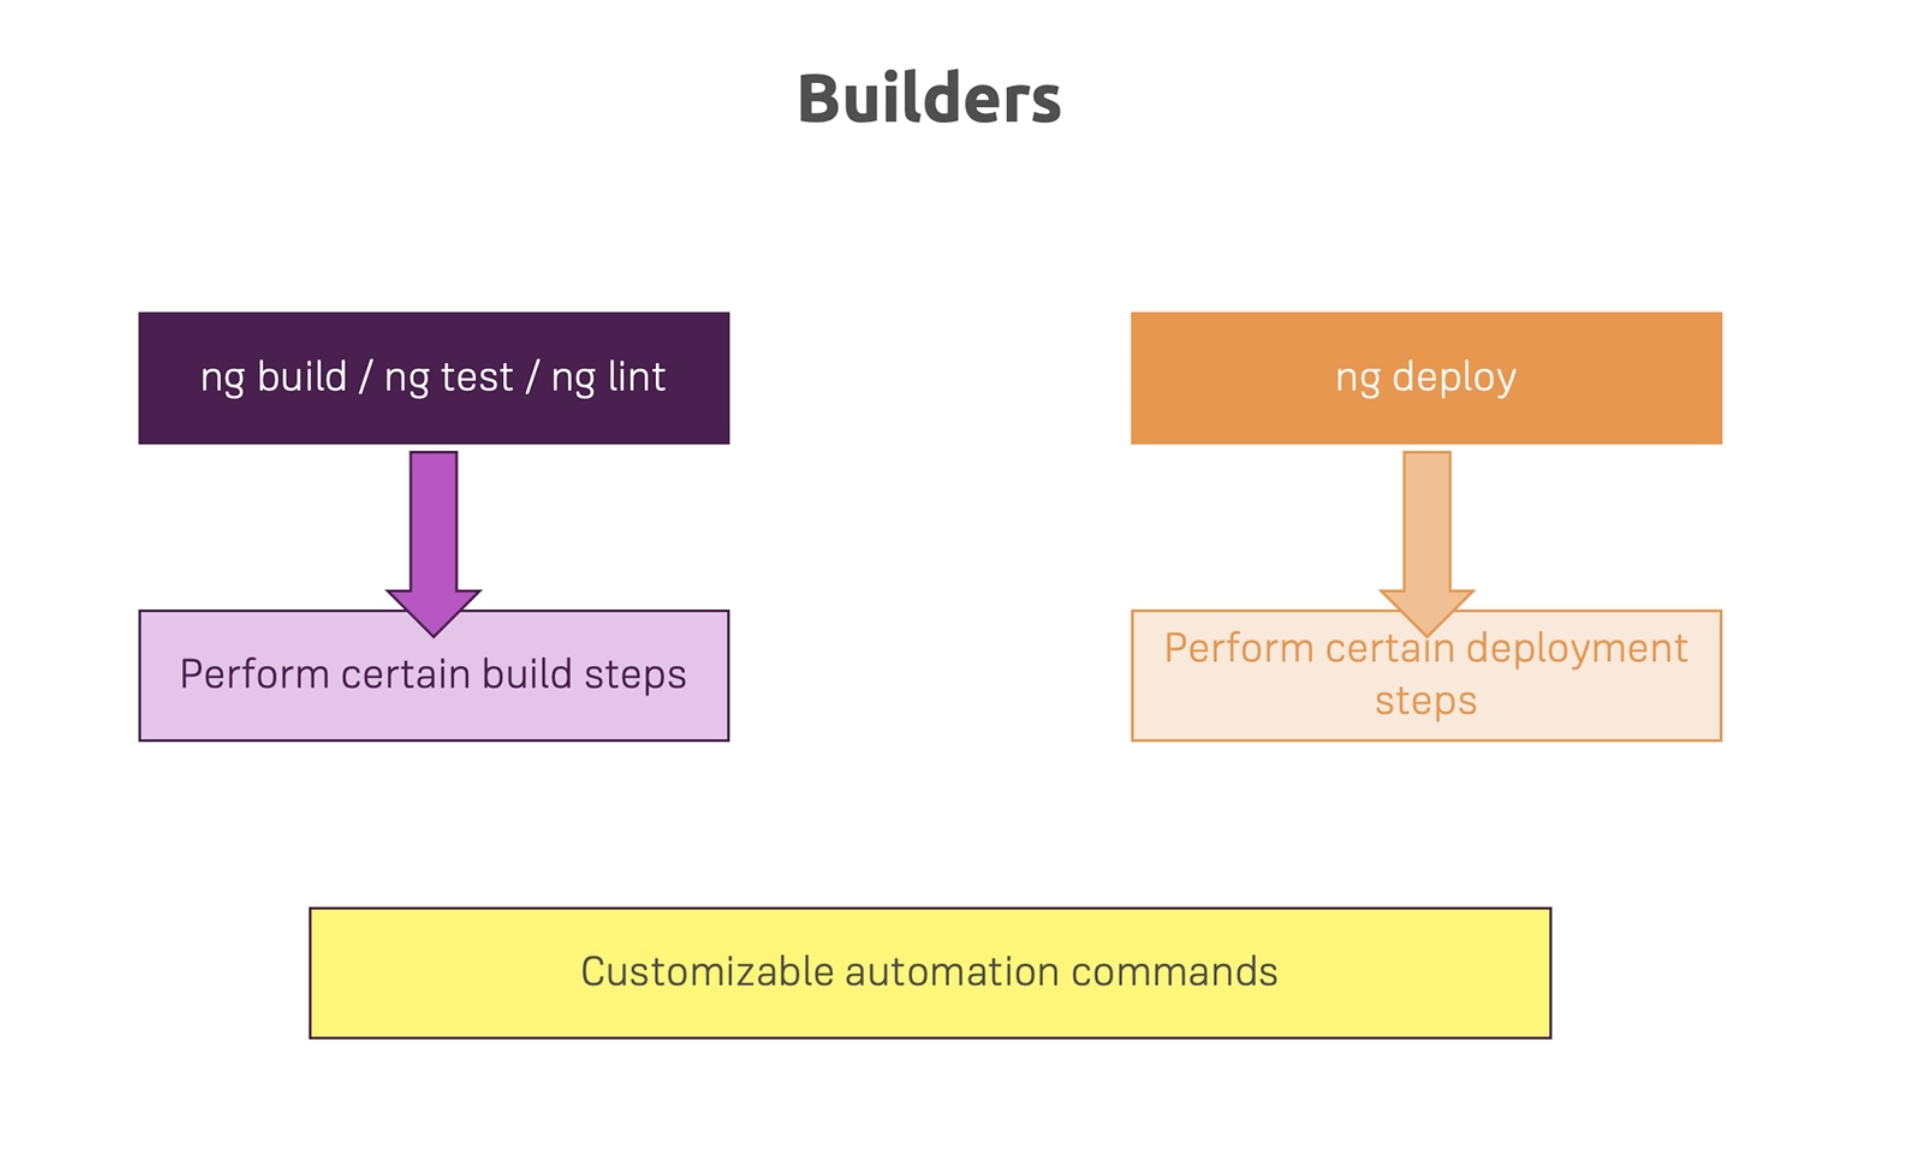 Builders
ng build / ng test / ng lint
ng deploy
Perform certain build steps
Perform certain deployment
steps
Customizable automation commands